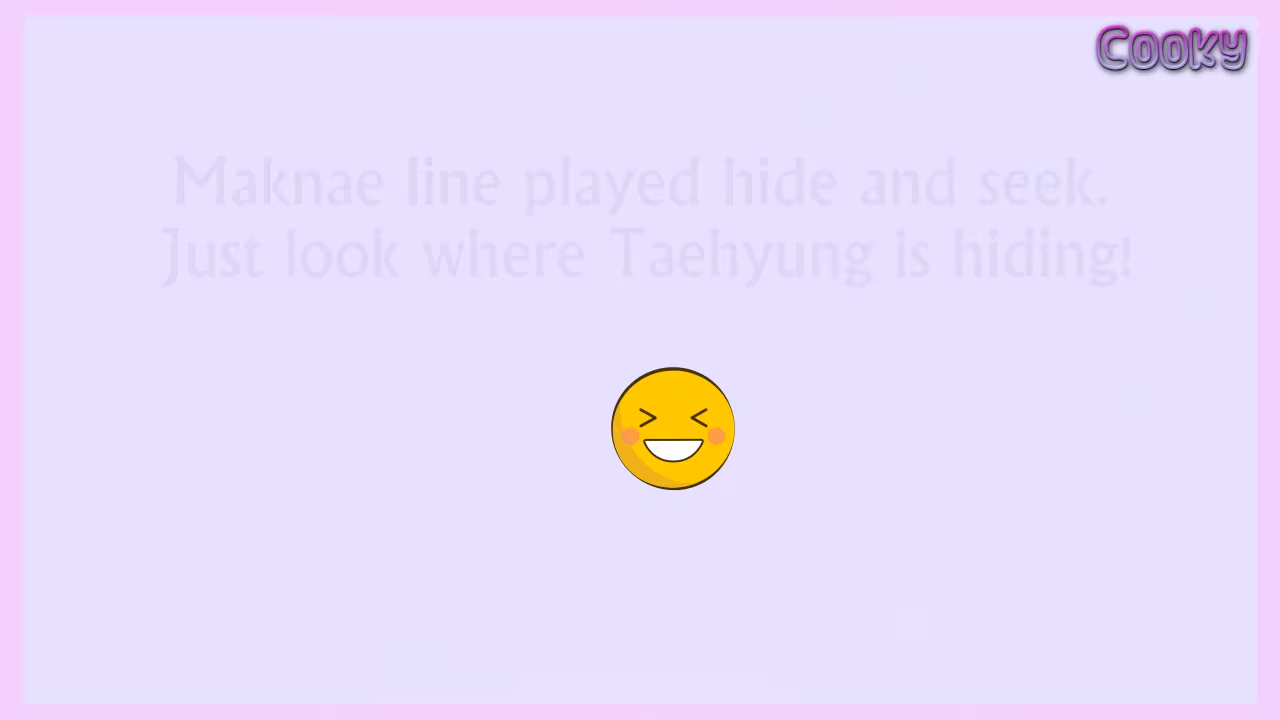 Cooky
Maknae line played hide and seek.
Just look where Taehyung is hiding!